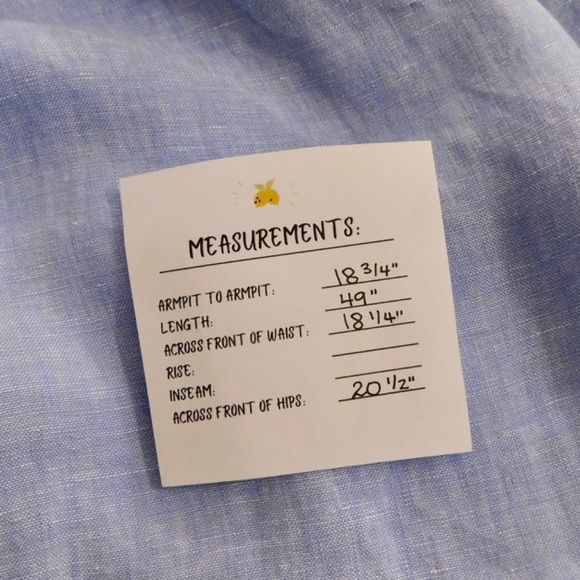 MEASUREMENTS:
ARMPIT TO ARMPIT: 18 3/4"
LENGTH: 49"
ACROSS FRONT OF WAIST: 18 1/4"
RISE:
INSEAM:
ACROSS FRONT OF HIPS: 20 1/2"